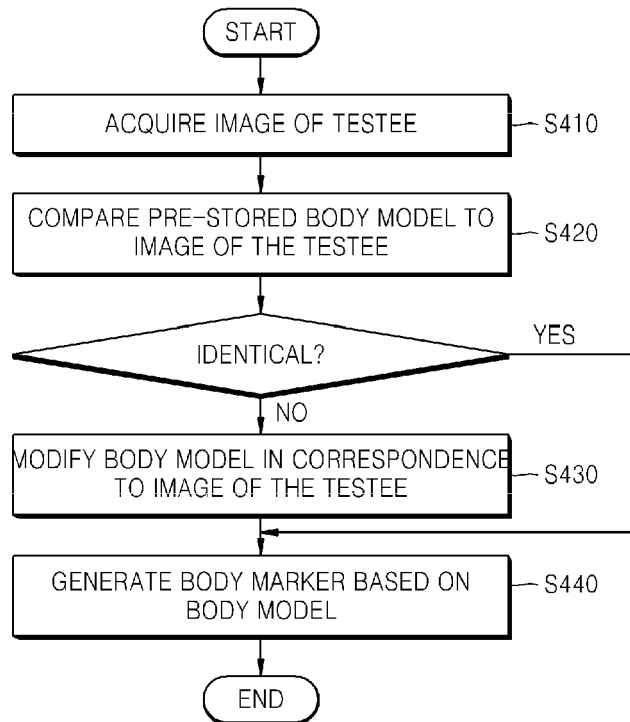 START
ACQUIRE IMAGE OF TESTEE
S410
COMPARE PRE-STORED BODY MODEL TO
IMAGE OF THE TESTEE
S420
IDENTICAL?
YES
NO
MODIFY BODY MODEL IN CORRESPONDENCE
TO IMAGE OF THE TESTEE
S430
GENERATE BODY MARKER BASED ON
BODY MODEL
S440
END